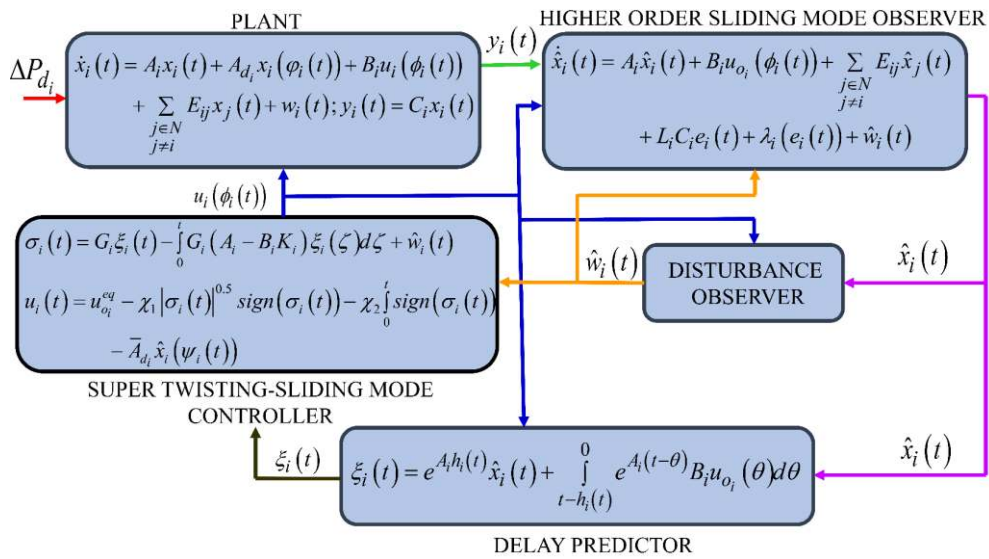 PLANT
HIGHER ORDER SLIDING MODE OBSERVER
ΔP_{d_i}
ẋ_i(t) = A_i x_i(t) + A_{d_i} x_i(φ_i(t)) + B_i u_i(ϕ_i(t))
+ ∑_{j∈N j≠i} E_{ij} x_j(t) + w_i(t); y_i(t) = C_i x_i(t)
y_i(t)
\dot{x̂}_i(t) = A_i x̂_i(t) + B_i u_{o_i}(ϕ_i(t)) + ∑_{j∈N j≠i} E_{ij} x̂_j(t)
+ L_i C_i e_i(t) + λ_i(e_i(t)) + ŵ_i(t)
u_i(ϕ_i(t))
σ_i(t) = G_i ξ_i(t) − ∫_0^t G_i(A_i − B_i K_i) ξ_i(ζ)dζ + ŵ_i(t)
u_i(t) = u_{o_i}^{eq} − χ_1|σ_i(t)|^{0.5} sign(σ_i(t)) − χ_2 ∫_0^t sign(σ_i(t))
− A̅_{d_i} x̂_i(ψ_i(t))
ŵ_i(t)
DISTURBANCE
OBSERVER
x̂_i(t)
SUPER TWISTING-SLIDING MODE
CONTROLLER
ξ_i(t)
ξ_i(t) = e^{A_i h_i(t)} x̂_i(t) + ∫_{t−h_i(t)}^0 e^{A_i(t−θ)} B_i u_{o_i}(θ)dθ
x̂_i(t)
DELAY PREDICTOR